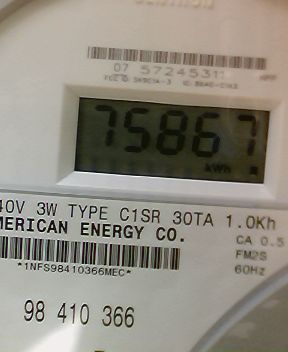 07 57245311
75867
kWh
40V 3W TYPE C1SR 30TA 1.0Kh
MERICAN ENERGY CO.
CA 0.5
FM2S
60Hz
*1NFS98410366MEC*
98 410 366